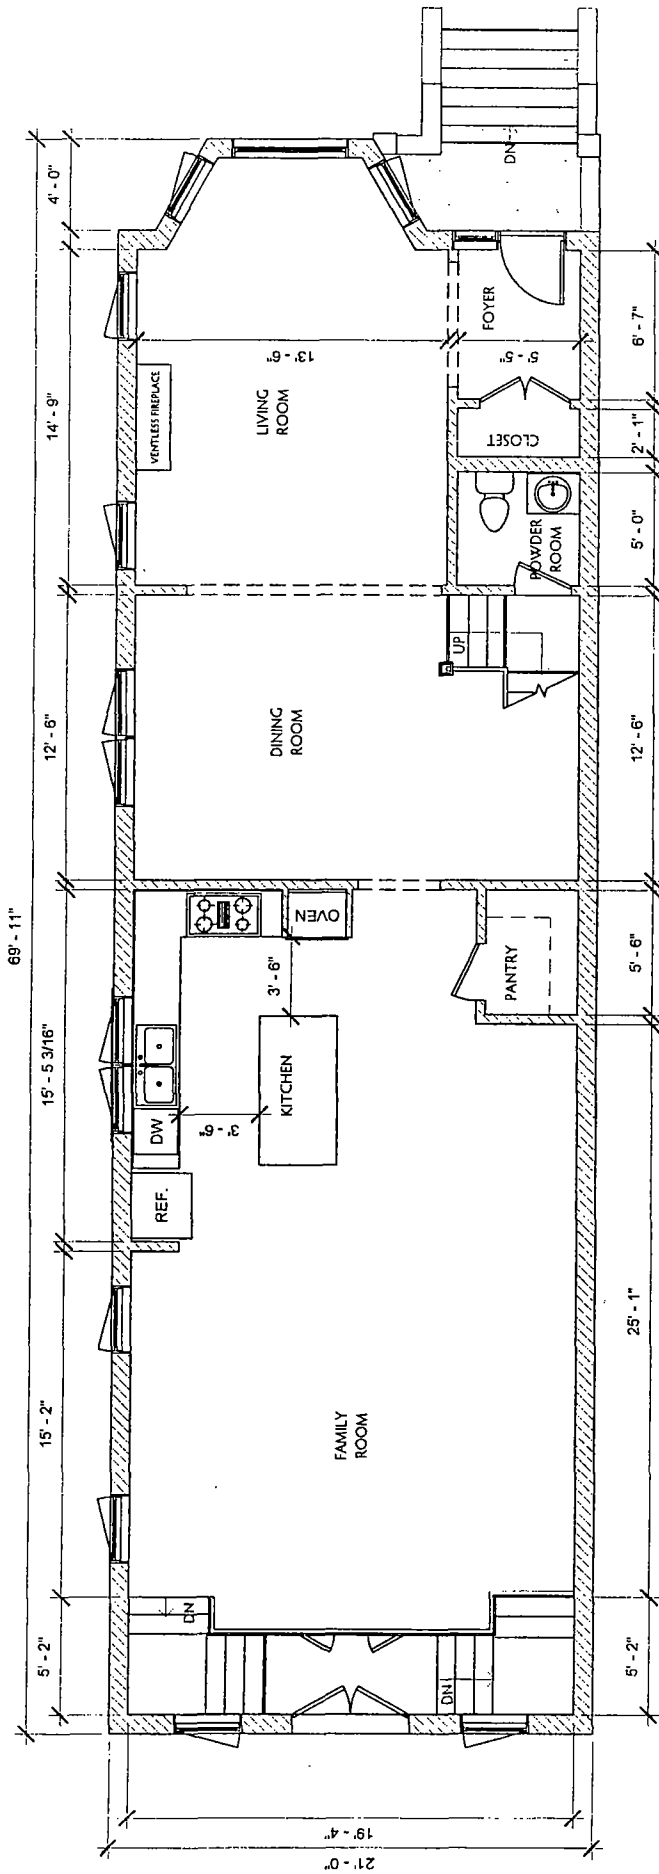 69' - 11"
4' - 0"
14' - 9"
12' - 6"
15' - 5 3/16"
15' - 2"
5' - 2"
VENTLESS FIREPLACE
LIVING
ROOM
13' - 6"
FOYER
5' - 5"
DN
CLOSET
POWDER
ROOM
UP
DINING
ROOM
OVEN
3' - 6"
KITCHEN
3' - 6"
DW
REF.
PANTRY
FAMILY
ROOM
DN
DN
6' - 7"
2' - 1"
5' - 0"
12' - 6"
5' - 6"
25' - 1"
5' - 2"
19' - 4"
21' - 0"